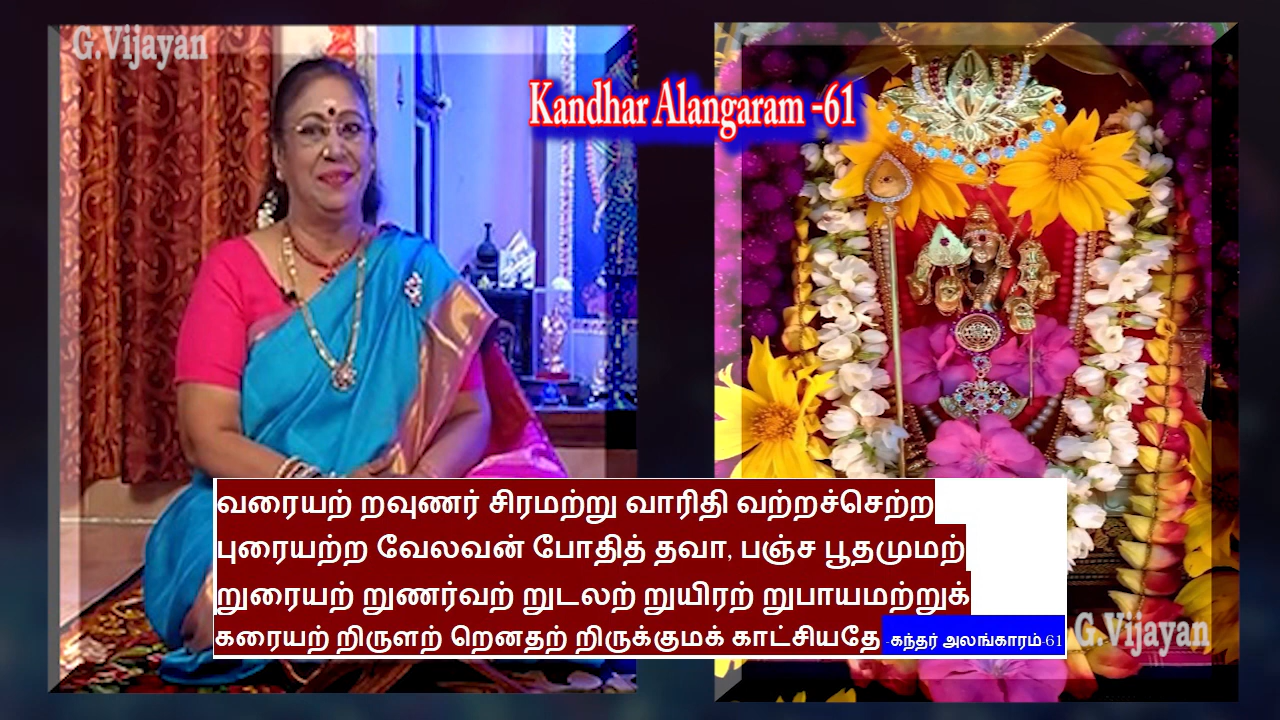 G.Vijayan
Kandhar Alangaram -61
வரையற் றவுணர் சிரமற்று வாரிதி வற்றச்செற்ற
புரையற்ற வேலவன் போதித் தவா, பஞ்ச பூதமுமற்
றுரையற் றுணர்வற் றுடலற் றுயிரற் றுபாயமற்றுக்
கரையற் றிருளற் றெனதற் றிருக்குமக் காட்சியதே -கந்தர் அலங்காரம்-61
G.Vijayan